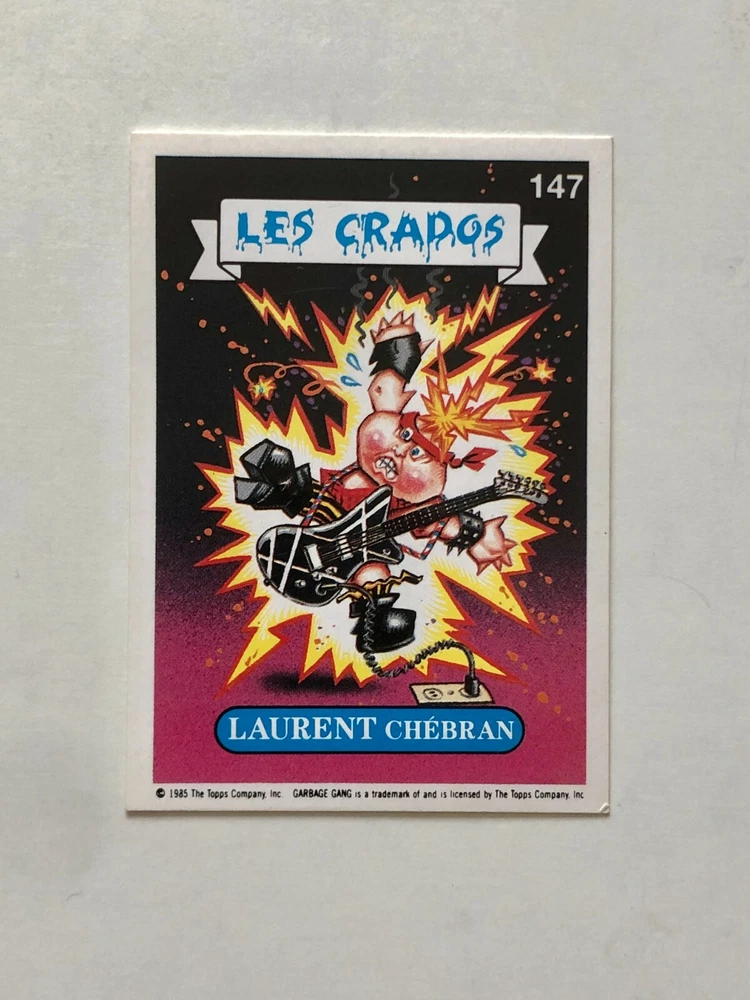 147
LES CRADOS
LAURENT CHÉBRAN
© 1985 The Topps Company, Inc. GARBAGE GANG is a trademark of and is licensed by The Topps Company, Inc